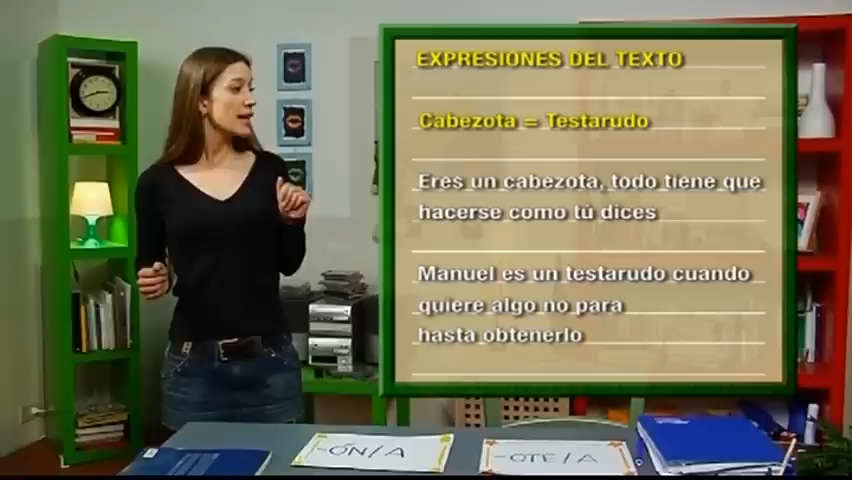 EXPRESIONES DEL TEXTO
Cabezota = Testarudo
Eres un cabezota, todo tiene que
hacerse como tú dices
Manuel es un testarudo cuando
quiere algo no para
hasta obtenerlo
-ÓN/A
-OTE/A